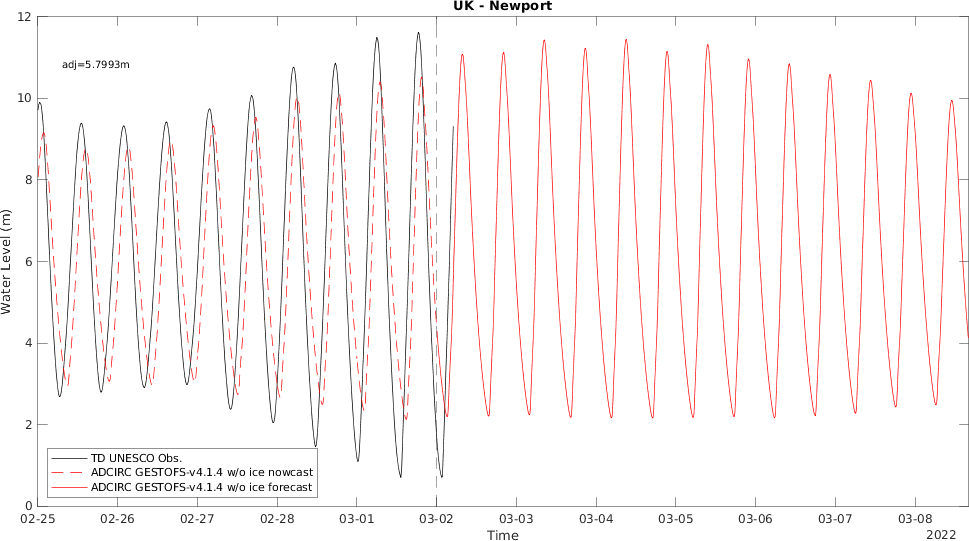 UK - Newport
12
adj=5.7993m
10
8
6
4
2
0
Water Level (m)
TD UNESCO Obs.
ADCIRC GESTOFS-v4.1.4 w/o ice nowcast
ADCIRC GESTOFS-v4.1.4 w/o ice forecast
02-25 02-26 02-27 02-28 03-01 03-02 03-03 03-04 03-05 03-06 03-07 03-08
Time
2022